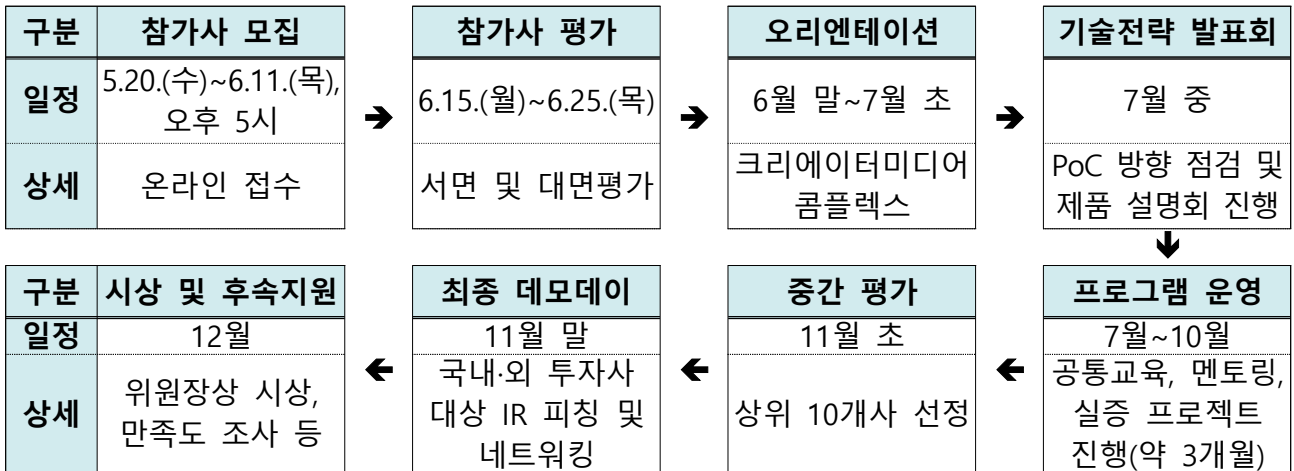 구분 참가사 모집 참가사 평가 오리엔테이션 기술전략 발표회
일정 5.20.(수)~6.11.(목), 오후 5시 6.15.(월)~6.25.(목) 6월 말~7월 초 7월 중
상세 온라인 접수 서면 및 대면평가 크리에이터미디어 콤플렉스 PoC 방향 점검 및 제품 설명회 진행
구분 시상 및 후속지원 최종 데모데이 중간 평가 프로그램 운영
일정 12월 11월 말 11월 초 7월~10월
상세 위원장상 시상, 만족도 조사 등 국내·외 투자사 대상 IR 피칭 및 네트워킹 상위 10개사 선정 공통교육, 멘토링, 실증 프로젝트 진행(약 3개월)